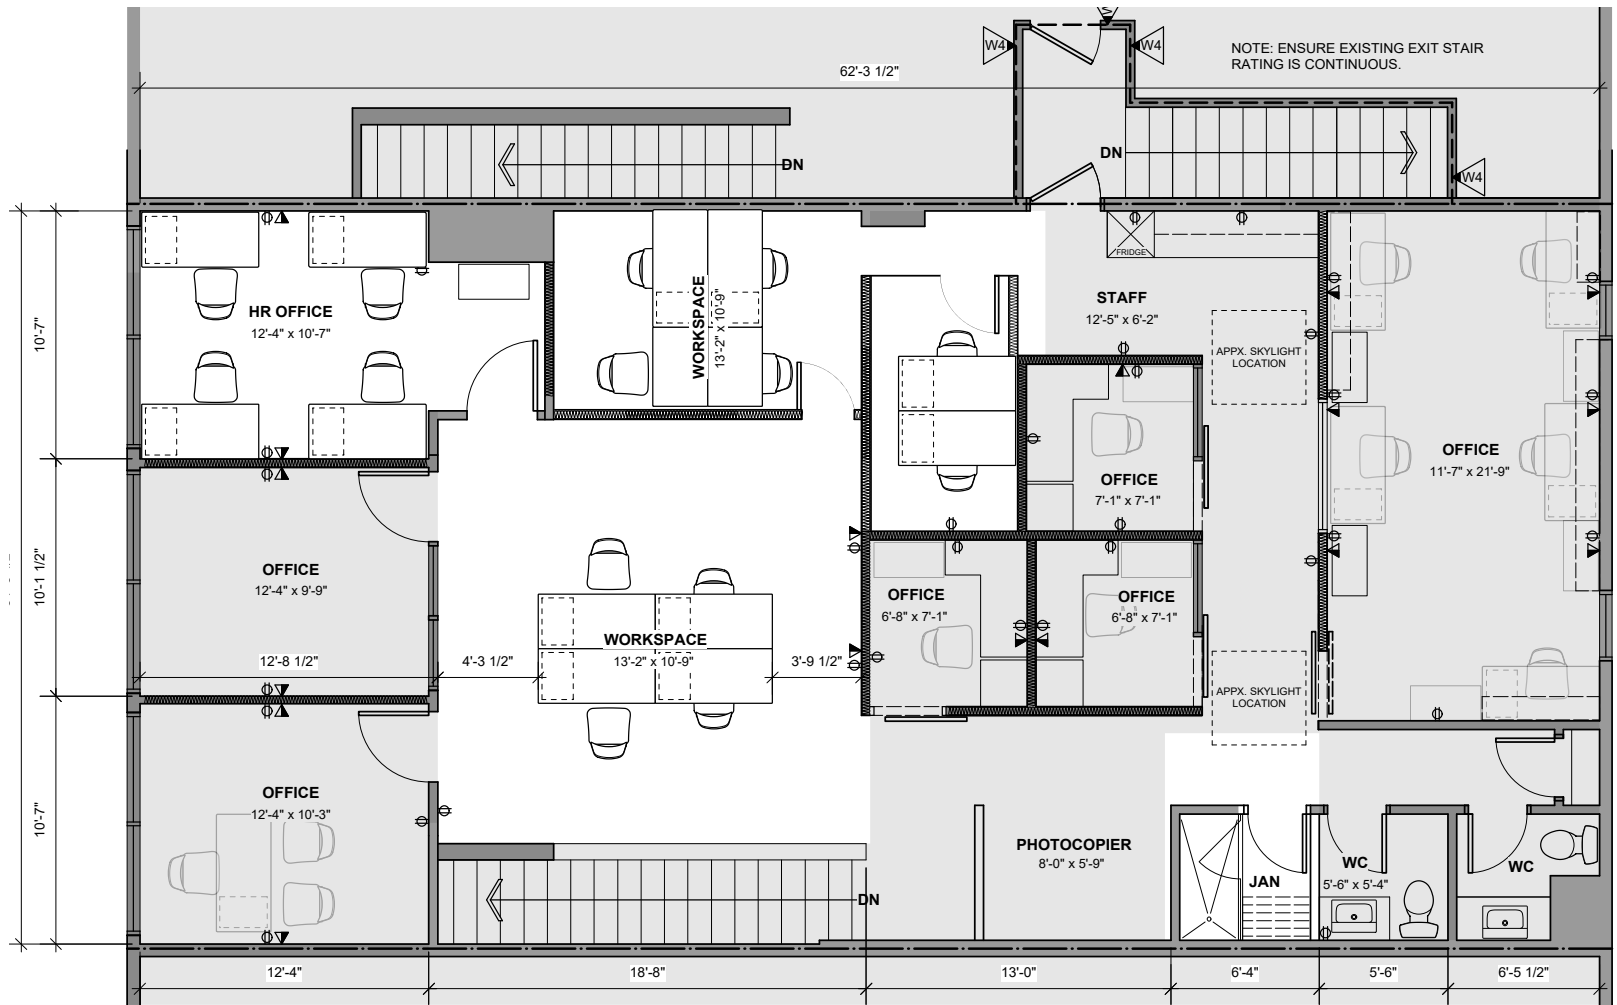 W
W4
W4
NOTE: ENSURE EXISTING EXIT STAIR
RATING IS CONTINUOUS.
62'-3 1/2"
DN
DN
W4
FRIDGE
HR OFFICE
12'-4" x 10'-7"
WORKSPACE
13'-2" x 10'-9"
STAFF
12'-5" x 6'-2"
APPX. SKYLIGHT
LOCATION
10'-7"
OFFICE
7'-1" x 7'-1"
OFFICE
11'-7" x 21'-9"
10'-1 1/2"
OFFICE
12'-4" x 9'-9"
OFFICE
6'-8" x 7'-1"
OFFICE
6'-8" x 7'-1"
WORKSPACE
13'-2" x 10'-9"
12'-8 1/2"
4'-3 1/2"
3'-9 1/2"
APPX. SKYLIGHT
LOCATION
10'-7"
OFFICE
12'-4" x 10'-3"
PHOTOCOPIER
8'-0" x 5'-9"
JAN
WC
5'-6" x 5'-4"
WC
DN
12'-4"
18'-8"
13'-0"
6'-4"
5'-6"
6'-5 1/2"